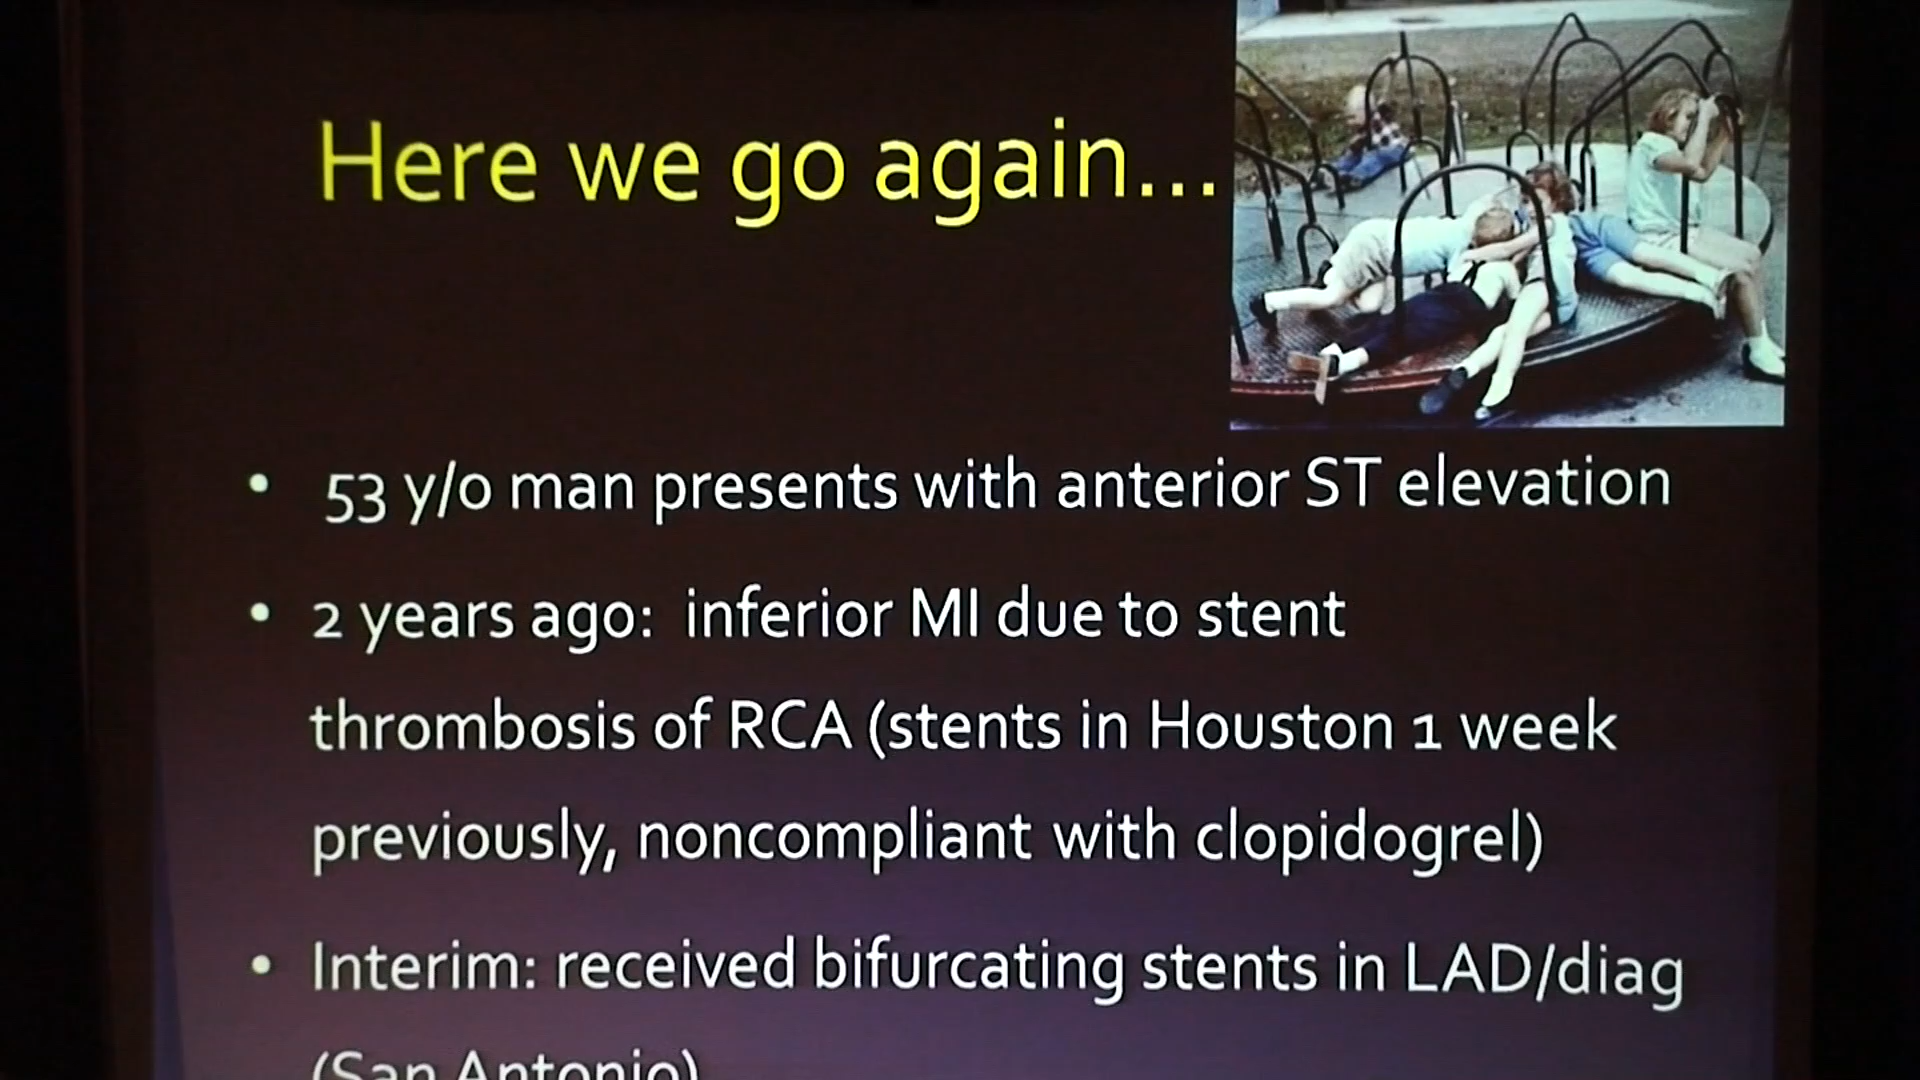 Here we go again...
• 53 y/o man presents with anterior ST elevation
• 2 years ago: inferior MI due to stent
thrombosis of RCA (stents in Houston 1 week
previously, noncompliant with clopidogrel)
• Interim: received bifurcating stents in LAD/diag
(San Antonio)